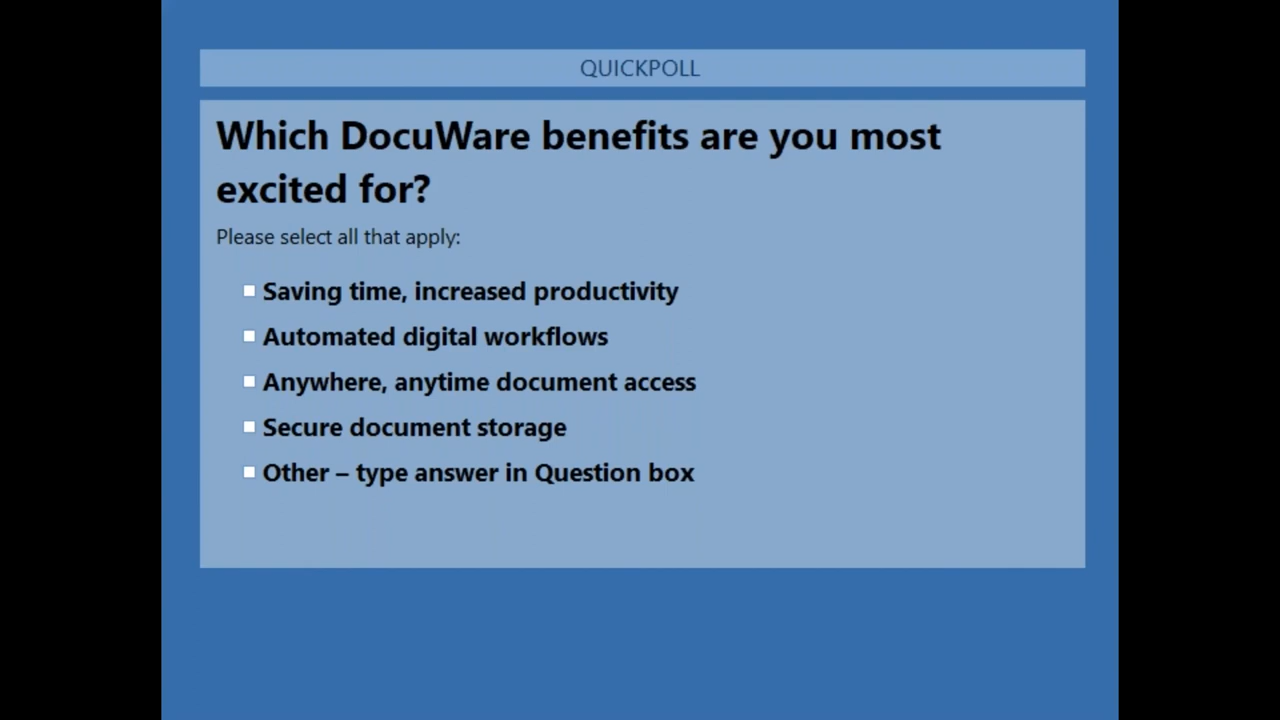 QUICKPOLL
Which DocuWare benefits are you most
excited for?
Please select all that apply:
Saving time, increased productivity
Automated digital workflows
Anywhere, anytime document access
Secure document storage
Other – type answer in Question box